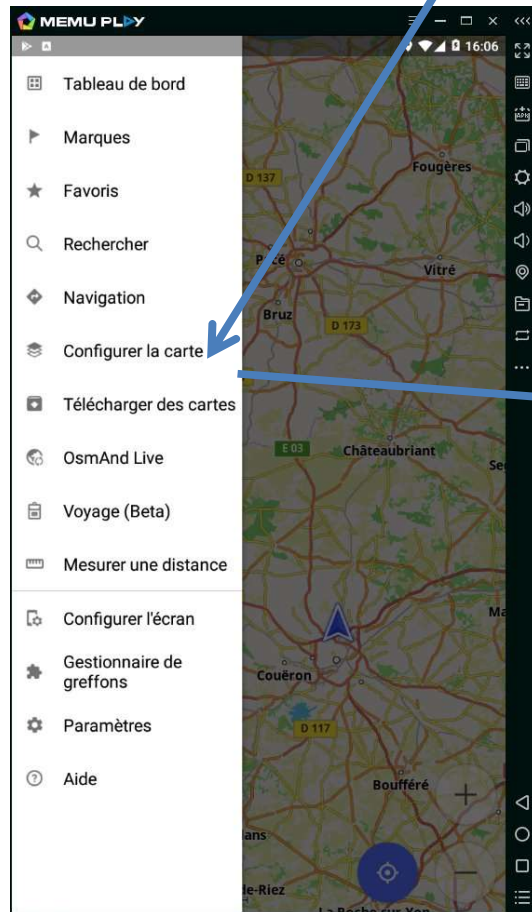 MEMU PLAY
16:06
Tableau de bord
Marques
Favoris
Rechercher
Navigation
Configurer la carte
Télécharger des cartes
OsmAnd Live
Voyage (Beta)
Mesurer une distance
Configurer l'écran
Gestionnaire de
greffons
Paramètres
Aide
D 137
Fougères
Vitré
Bruz
D 173
E 03
Châteaubriant
Couëron
D 117
Boufféré